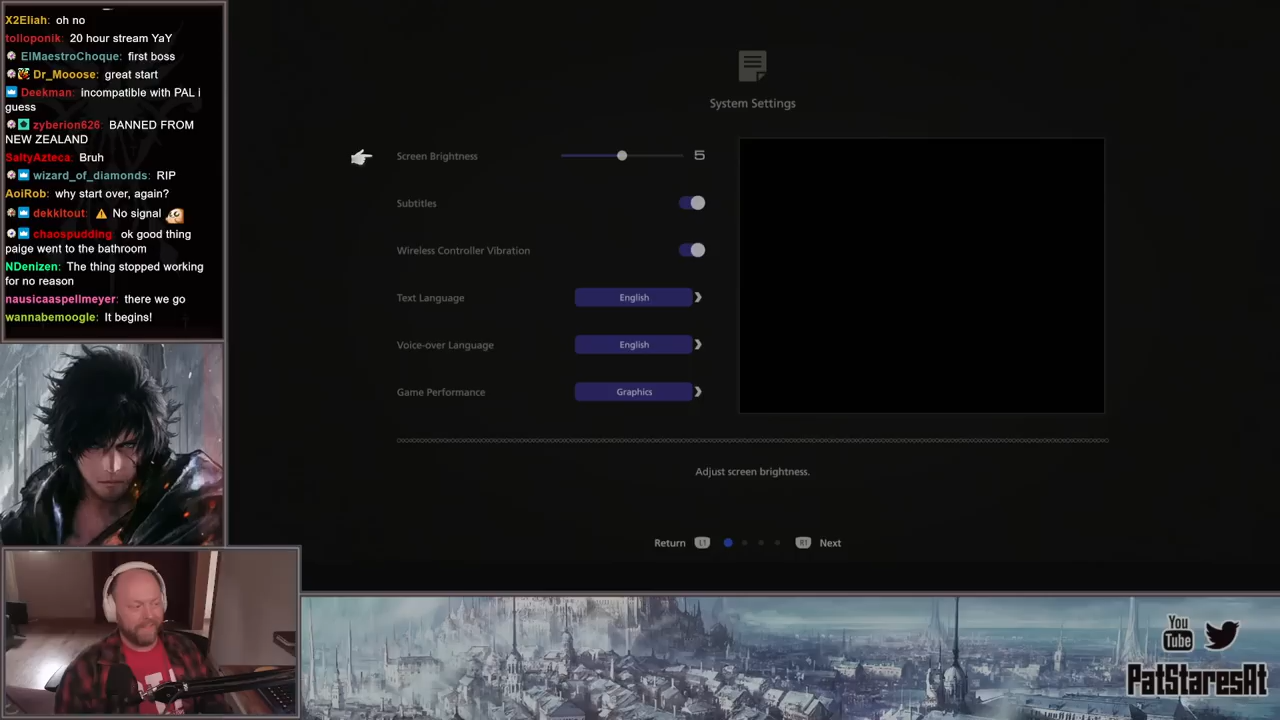 X2Eliah: oh no
tolloponik: 20 hour stream YaY
ElMaestroChoque: first boss
Dr_Mooose: great start
Deekman: incompatible with PAL i
guess
zyberion626: BANNED FROM
NEW ZEALAND
SaltyAzteca: Bruh
wizard_of_diamonds: RIP
AoiRob: why start over, again?
dekkitout: No signal
chaospudding: ok good thing
paige went to the bathroom
NDenizen: The thing stopped working
for no reason
nausicaaspellmeyer: there we go
wannabemoogle: It begins!
System Settings
Screen Brightness 5
Subtitles
Wireless Controller Vibration
Text Language English
Voice-over Language English
Game Performance Graphics
Adjust screen brightness.
Return L1 R1 Next
You
Tube
PatStaresAt